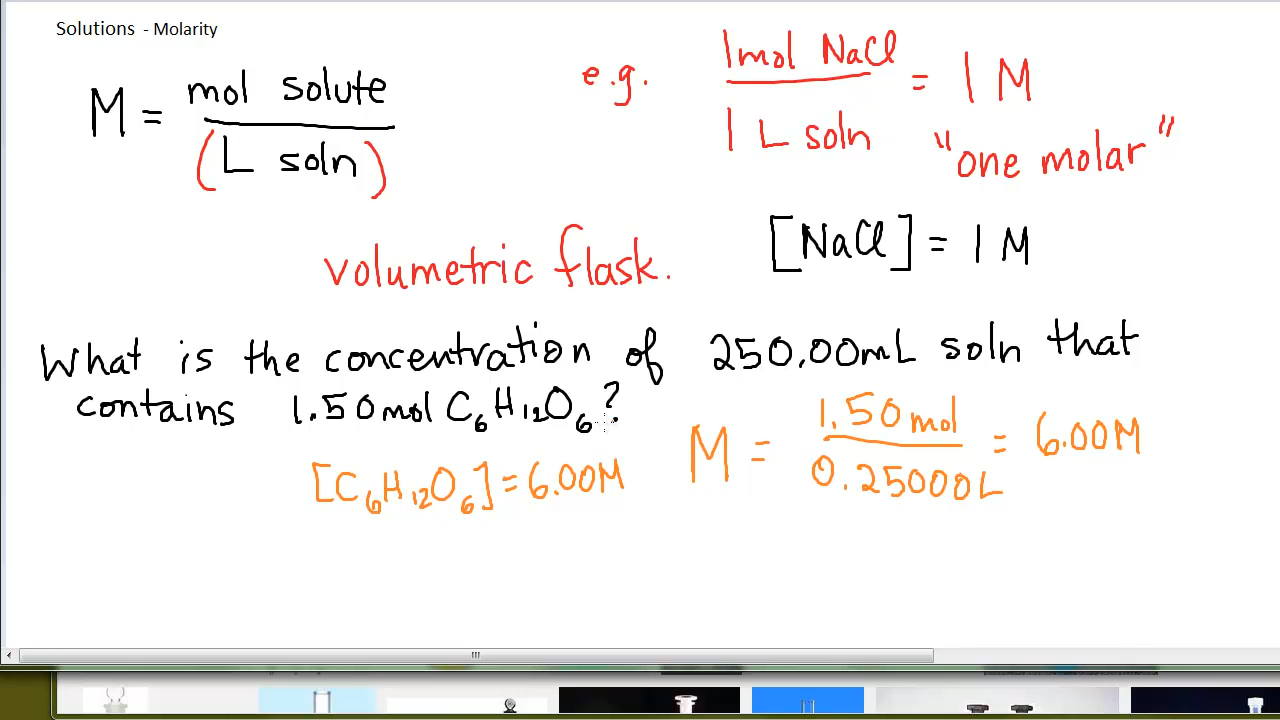 Solutions - Molarity
M = mol solute / (L soln)
e.g. 1mol NaCl / 1 L soln = 1 M
"one molar"
[NaCl] = 1 M
volumetric flask.
What is the concentration of 250.00mL soln that
contains 1.50mol C₆H₁₂O₆?
M = 1.50mol / 0.25000L = 6.00M
[C₆H₁₂O₆] = 6.00M